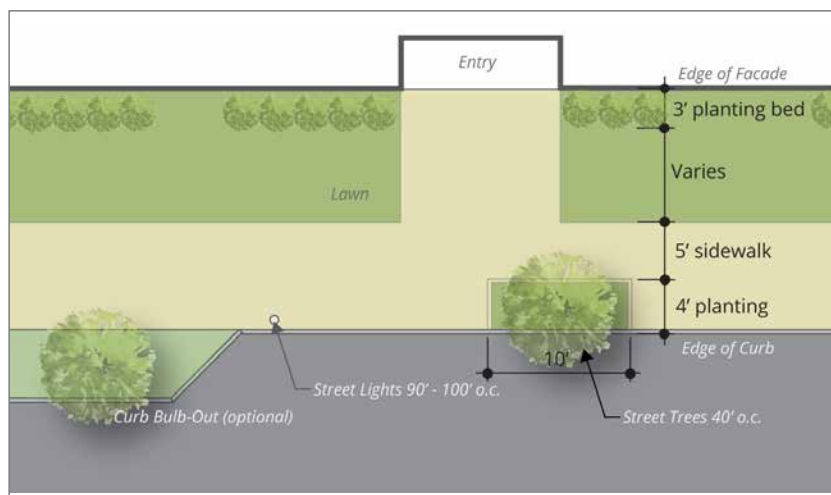 Entry
Edge of Facade
3’ planting bed
Varies
Lawn
5’ sidewalk
4’ planting
Edge of Curb
10’
Street Lights 90’ - 100’ o.c.
Curb Bulb-Out (optional)
Street Trees 40’ o.c.